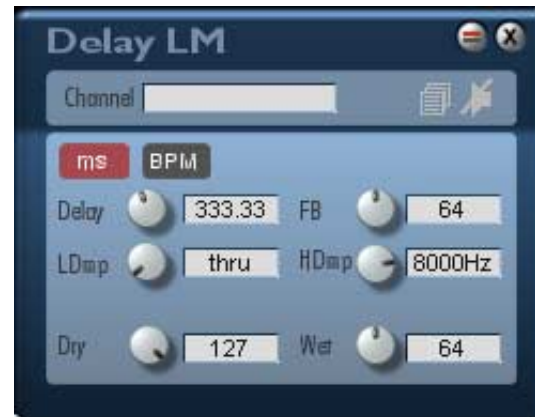 Delay LM
Channel
ms BPM
Delay 333.33 FB 64
LDmp thru HDmp 8000Hz
Dry 127 Wet 64